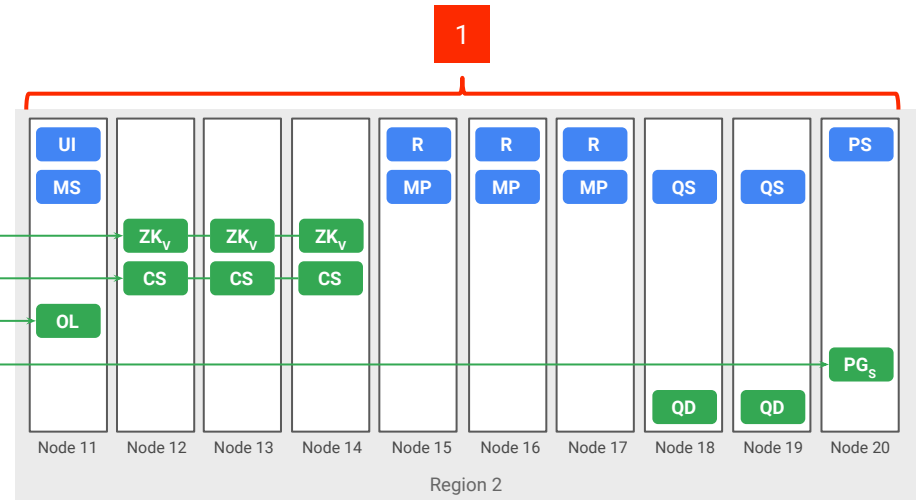 1
UI R R R PS
MS MP MP MP QS QS
ZKV ZKV ZKV
CS CS CS
OL
PGS
QD QD
Node 11 Node 12 Node 13 Node 14 Node 15 Node 16 Node 17 Node 18 Node 19 Node 20
Region 2